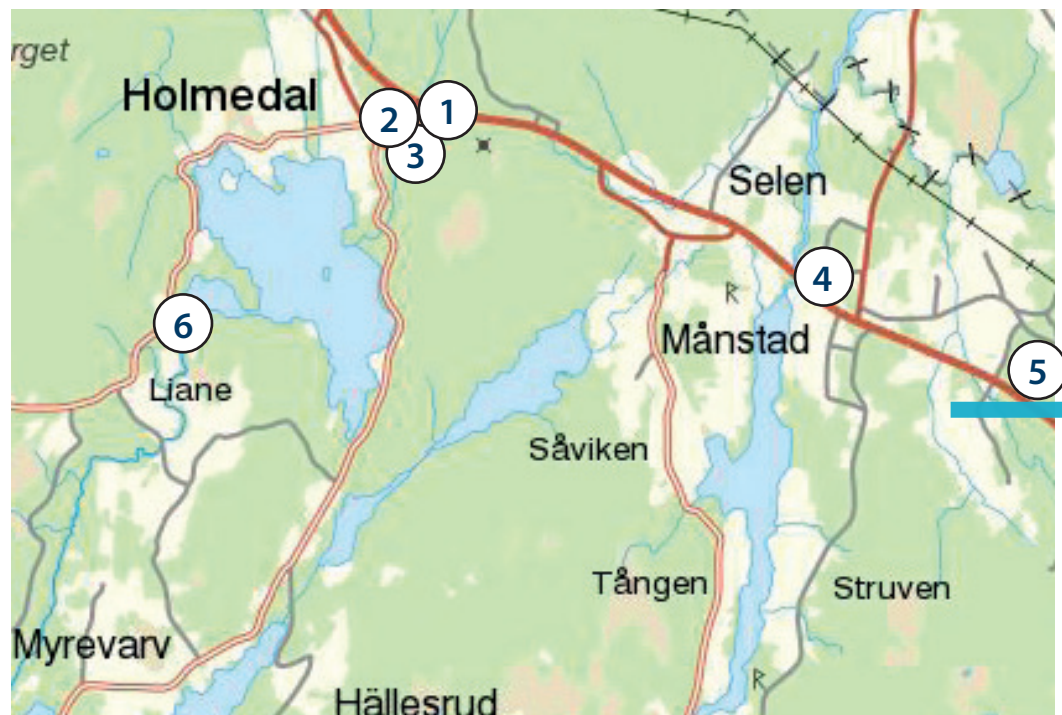 rget
Holmedal
1
2
3
Selen
4
Månstad
6
5
Liane
Såviken
Tången
Struven
Myrevarv
Hällesrud